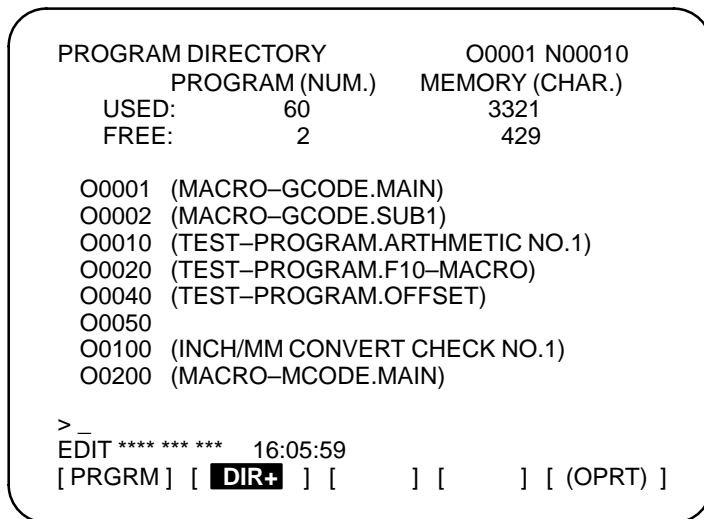 PROGRAM DIRECTORY O0001 N00010
PROGRAM (NUM.) MEMORY (CHAR.)
USED: 60 3321
FREE: 2 429
O0001 (MACRO–GCODE.MAIN)
O0002 (MACRO–GCODE.SUB1)
O0010 (TEST–PROGRAM.ARTHMETIC NO.1)
O0020 (TEST–PROGRAM.F10–MACRO)
O0040 (TEST–PROGRAM.OFFSET)
O0050
O0100 (INCH/MM CONVERT CHECK NO.1)
O0200 (MACRO–MCODE.MAIN)
> _
EDIT **** *** *** 16:05:59
[ PRGRM ] [ DIR+ ] [ ] [ ] [ (OPRT) ]